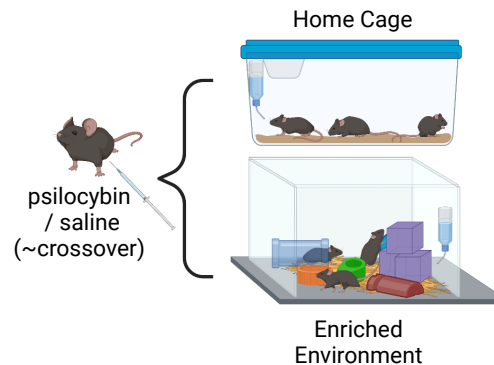 Home Cage
psilocybin
/ saline
(~crossover)
Enriched
Environment